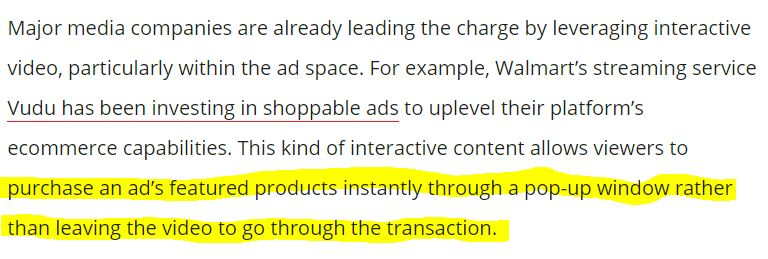 Major media companies are already leading the charge by leveraging interactive
video, particularly within the ad space. For example, Walmart’s streaming service
Vudu has been investing in shoppable ads to uplevel their platform’s
ecommerce capabilities. This kind of interactive content allows viewers to
purchase an ad’s featured products instantly through a pop-up window rather
than leaving the video to go through the transaction.